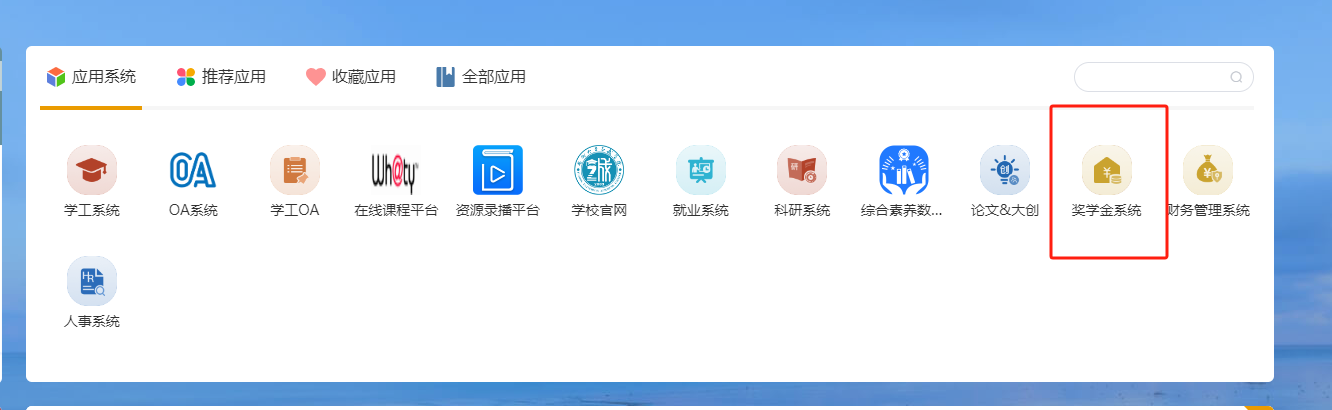 应用系统 推荐应用 收藏应用 全部应用
OA Wh@ty 诚 研 创
学工系统 OA系统 学工OA 在线课程平台 资源录播平台 学校官网 就业系统 科研系统 综合素养数... 论文&大创 奖学金系统 财务管理系统
HR
人事系统